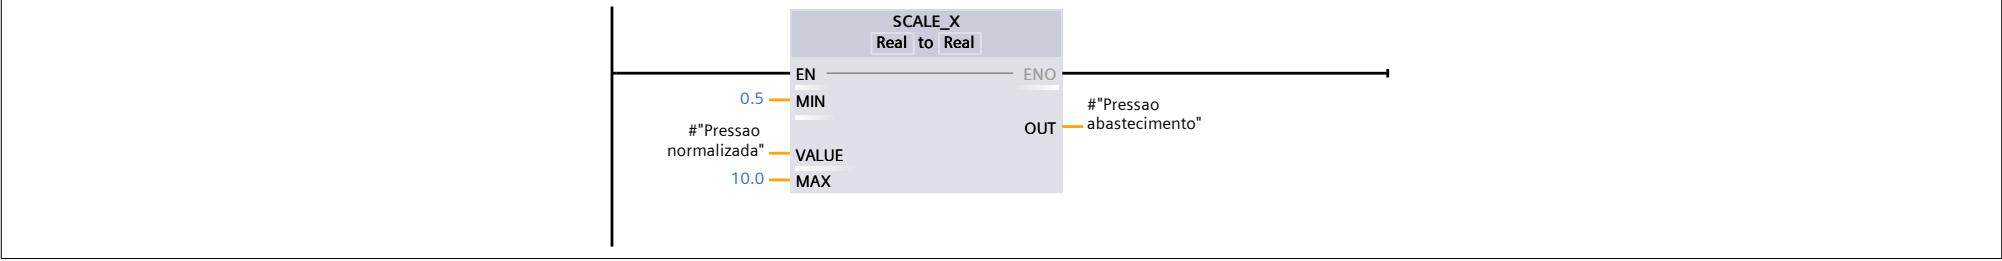 SCALE_X
Real to Real
EN
ENO
0.5
MIN
#"Pressao
abastecimento"
OUT
#"Pressao
normalizada"
VALUE
10.0
MAX